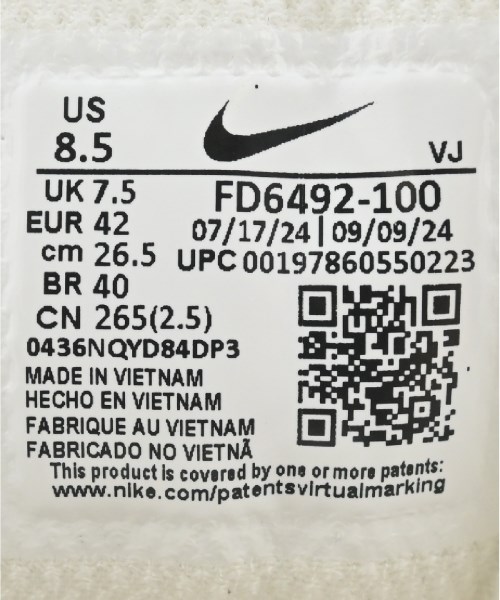 US
8.5
VJ
UK 7.5
FD6492-100
EUR 42
07/17/24 | 09/09/24
cm 26.5
UPC 00197860550223
BR 40
CN 265(2.5)
0436NQYD84DP3
MADE IN VIETNAM
HECHO EN VIETNAM
FABRIQUE AU VIETNAM
FABRICADO NO VIETNÃ
This product is covered by one or more patents:
www.nike.com/patentsvirtualmarking